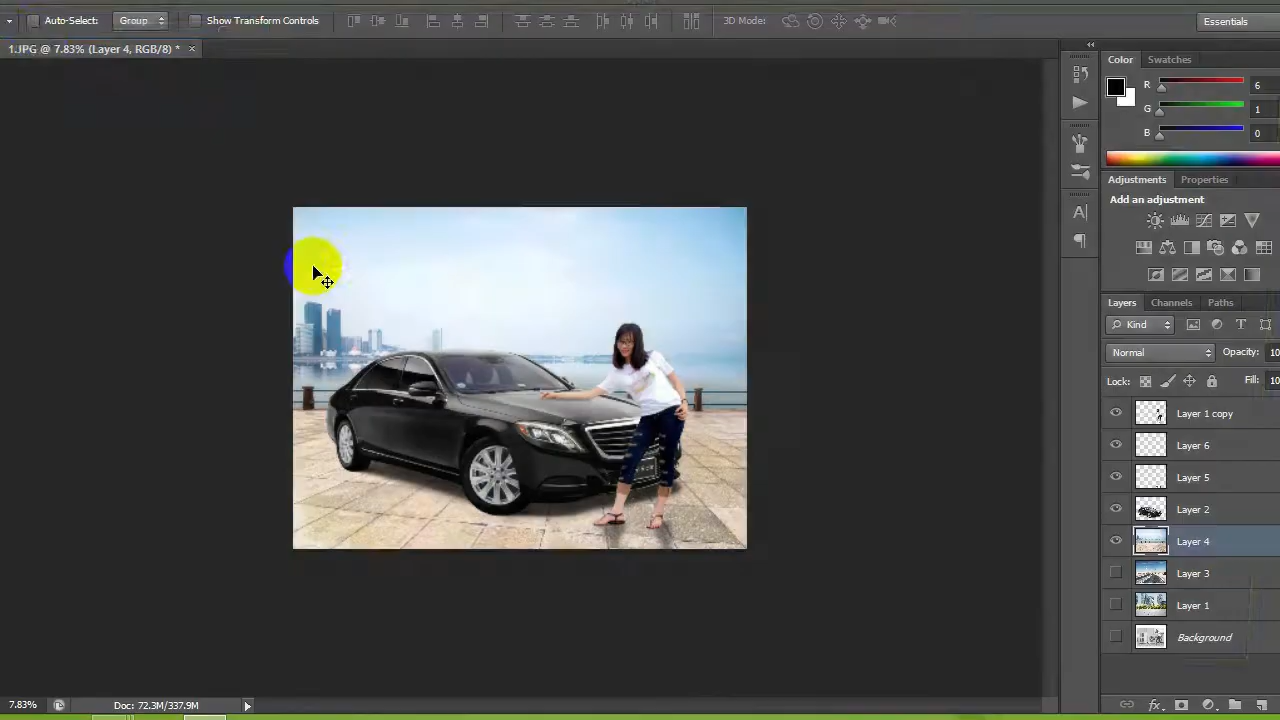 Auto-Select: Group Show Transform Controls 3D Mode: Essentials
1.JPG @ 7.83% (Layer 4, RGB/8) * ×
Color Swatches
R 6
G 1
B 0
Adjustments Properties
Add an adjustment
Layers Channels Paths
Kind T
Normal Opacity: 10
Lock: Fill: 10
Layer 1 copy
Layer 6
Layer 5
Layer 2
Layer 4
Layer 3
Layer 1
Background
7.83% Doc: 72.3M/337.9M fx